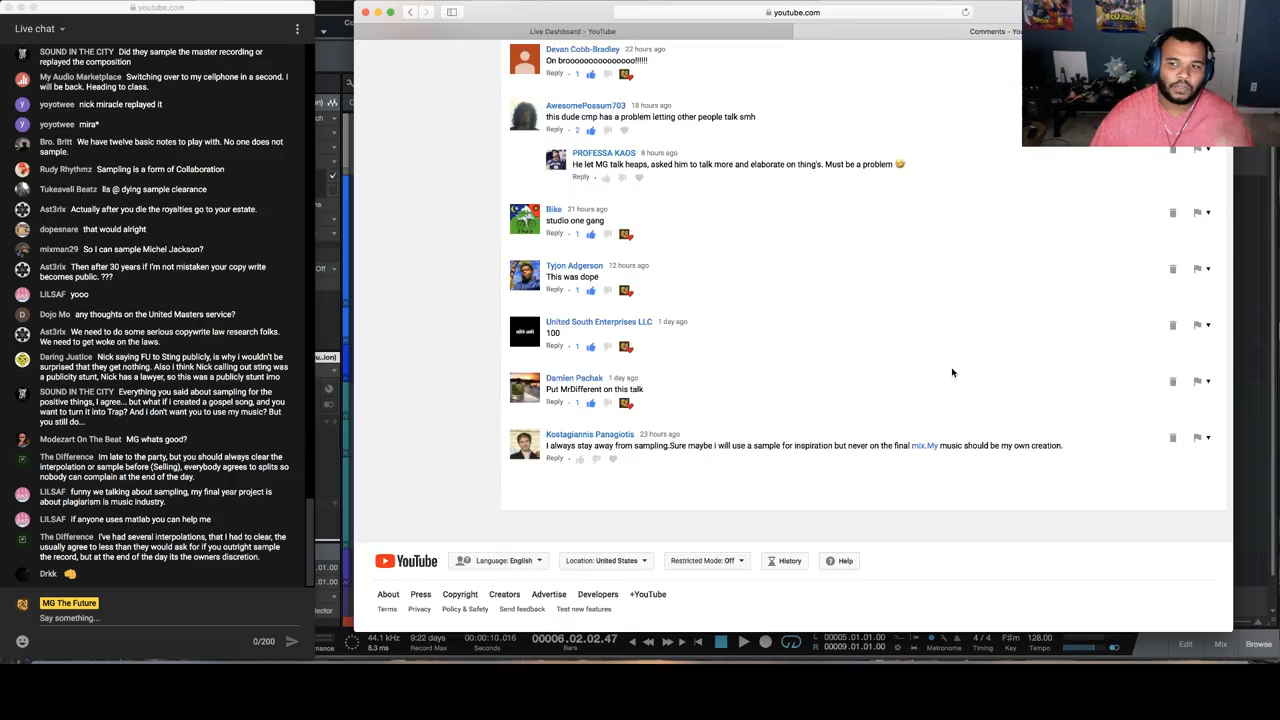 youtube.com
Live chat
SOUND IN THE CITY Did they sample the master recording or
replayed the composition
My Audio Marketplace Switching over to my cellphone in a second. I
will be back. Heading to class.
yoyotwee nick miracle replayed it
yoyotwee mira*
Bro. Britt We have twelve basic notes to play with. No one does not
sample.
Rudy Rhythmz Sampling is a form of Collaboration
Tukeaveli Beatz lls @ dying sample clearance
Ast3rix Actually after you die the royalties go to your estate.
dopesnare that would alright
mixman29 So I can sample Michel Jackson?
Ast3rix Then after 30 years if I'm not mistaken your copy write
becomes public. ???
LILSAF yooo
Dojo Mo any thoughts on the United Masters service?
Ast3rix We need to do some serious copywrite law research folks.
We need to get woke on the laws.
Daring Justice Nick saying FU to Sting publicly, is why i wouldn't be
surprised that they get nothing. Also i think Nick calling out sting was
a publicity stunt, Nick has a lawyer, so this was a publicly stunt imo
SOUND IN THE CITY Everything you said about sampling for the
positive things, I agree... but what if i created a gospel song, and you
want to turn it into Trap? And i don't want you to use my music? But
you still do...
Modezart On The Beat MG whats good?
The Difference Im late to the party, but you should always clear the
interpolation or sample before (Selling), everybody agrees to splits so
nobody can complain at the end of the day.
LILSAF funny we talking about sampling, my final year project is
about plagiarism is music industry.
LILSAF if anyone uses matlab you can help me
The Difference I've had several interpolations, that I had to clear, the
usually agree to less than they would ask for if you outright sample
the record, but at the end of the day its the owners discretion.
Drkk
MG The Future
Say something...
0/200
youtube.com
Live Dashboard - YouTube
Comments - You
Devan Cobb-Bradley 22 hours ago
On brooooooooooooooo!!!!!!
Reply · 1
AwesomePossum703 18 hours ago
this dude cmp has a problem letting other people talk smh
Reply · 2
PROFESSA KAOS 8 hours ago
He let MG talk heaps, asked him to talk more and elaborate on thing's. Must be a problem 🤣
Reply ·
Bike 21 hours ago
studio one gang
Reply · 1
Tyjon Adgerson 12 hours ago
This was dope
Reply · 1
United South Enterprises LLC 1 day ago
100
Reply · 1
Damien Pachak 1 day ago
Put MrDifferent on this talk
Reply · 1
Kostagiannis Panagiotis 23 hours ago
I always stay away from sampling.Sure maybe i will use a sample for inspiration but never on the final mix.My music should be my own creation.
Reply ·
YouTube Language: English Location: United States Restricted Mode: Off History Help
About Press Copyright Creators Advertise Developers +YouTube
Terms Privacy Policy & Safety Send feedback Test new features
44.1 kHz 9:22 days 00:00:10.016 00006.02.02.47 L 00005.01.01.00 4 / 4 F#m 128.00
8.3 ms Record Max Seconds Bars R 00009.01.01.00 Metronome Timing Key Tempo
Edit Mix Browse